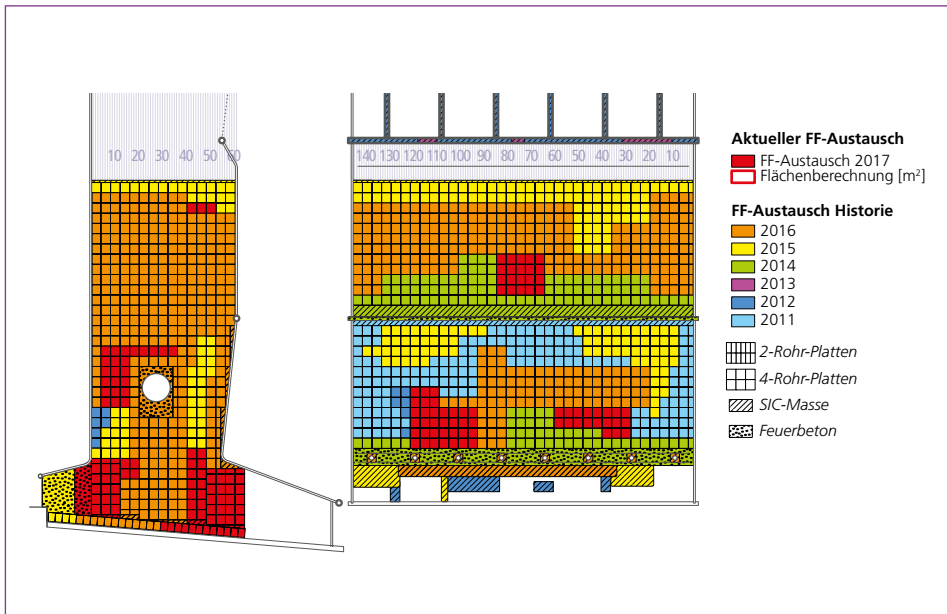 10 20 30 40 50 60
140 130 120 110 100 90 80 70 60 50 40 30 20 10
Aktueller FF-Austausch
FF-Austausch 2017
Flächenberechnung [m²]
FF-Austausch Historie
2016
2015
2014
2013
2012
2011
2-Rohr-Platten
4-Rohr-Platten
SIC-Masse
Feuerbeton